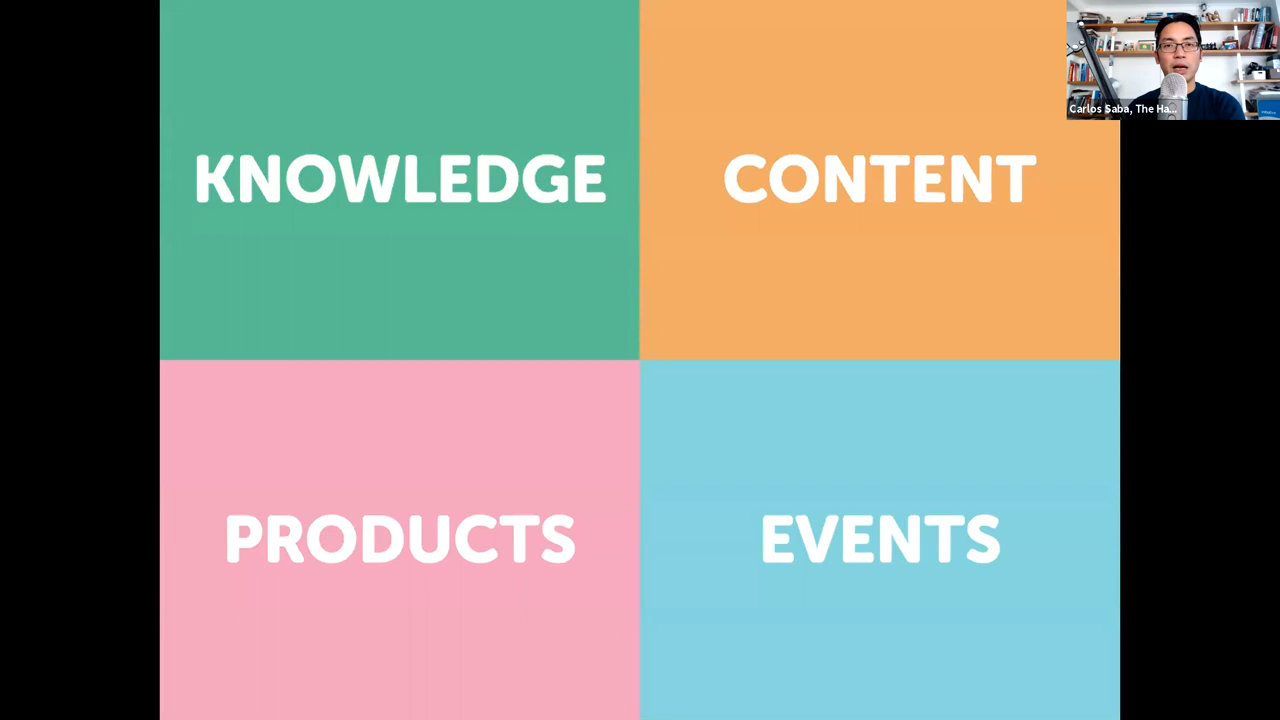 KNOWLEDGE
CONTENT
Carlos Saba, The Ha...
PRODUCTS
EVENTS